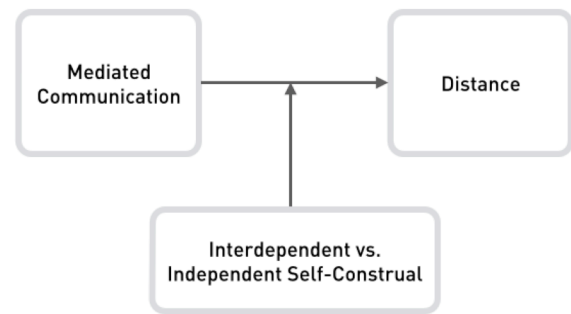 Mediated
Communication
Distance
Interdependent vs.
Independent Self-Construal